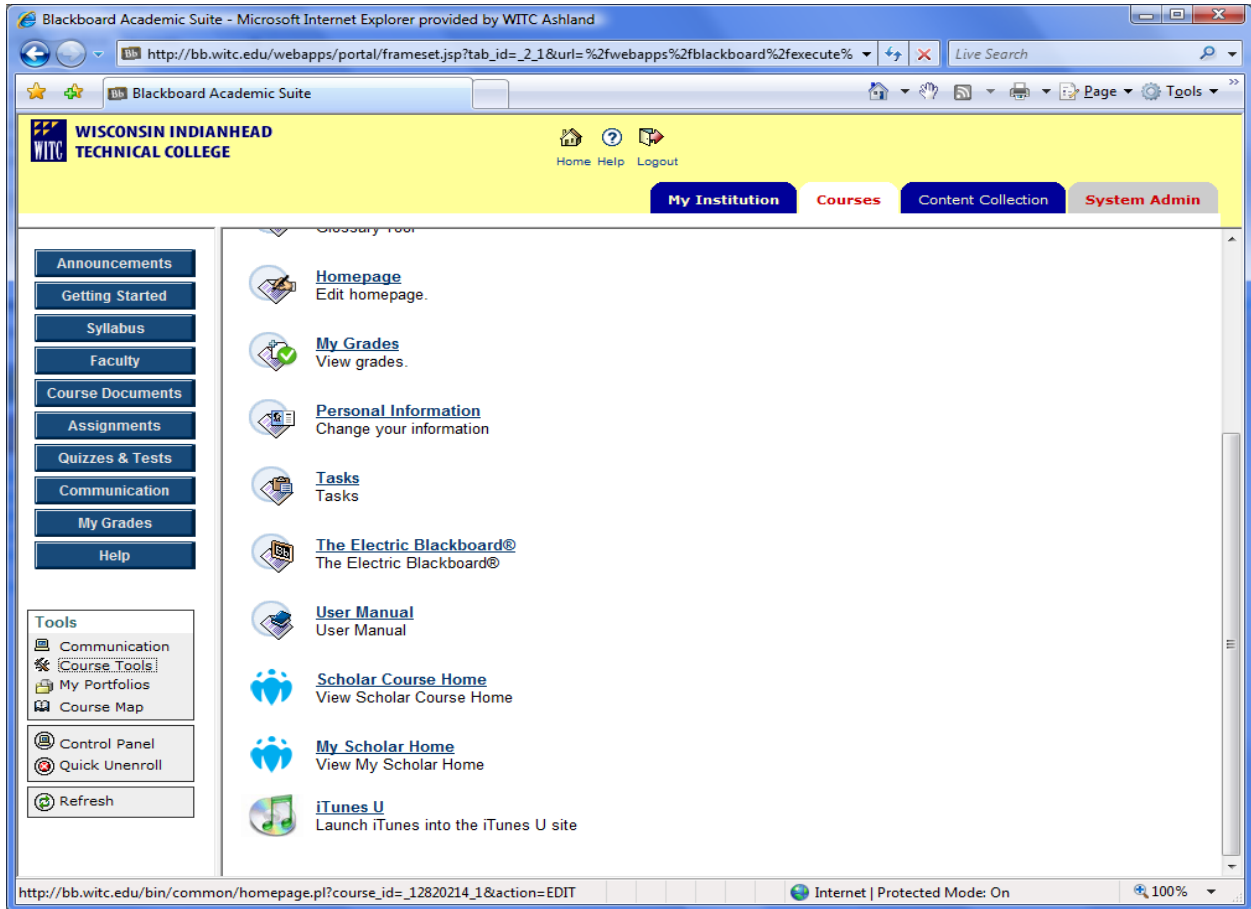 Blackboard Academic Suite - Microsoft Internet Explorer provided by WITC Ashland
http://bb.witc.edu/webapps/portal/frameset.jsp?tab_id=_2_1&url=%2fwebapps%2fblackboard%2fexecute%
Live Search
Blackboard Academic Suite
Page
Tools
WITC
WISCONSIN INDIANHEAD
TECHNICAL COLLEGE
Home Help Logout
My Institution
Courses
Content Collection
System Admin
Announcements
Getting Started
Syllabus
Faculty
Course Documents
Assignments
Quizzes & Tests
Communication
My Grades
Help
Tools
Communication
Course Tools
My Portfolios
Course Map
Control Panel
Quick Unenroll
Refresh
Glossary Tool
Homepage
Edit homepage.
My Grades
View grades.
Personal Information
Change your information
Tasks
Tasks
The Electric Blackboard®
The Electric Blackboard®
User Manual
User Manual
Scholar Course Home
View Scholar Course Home
My Scholar Home
View My Scholar Home
iTunes U
Launch iTunes into the iTunes U site
http://bb.witc.edu/bin/common/homepage.pl?course_id=_12820214_1&action=EDIT
Internet | Protected Mode: On
100%